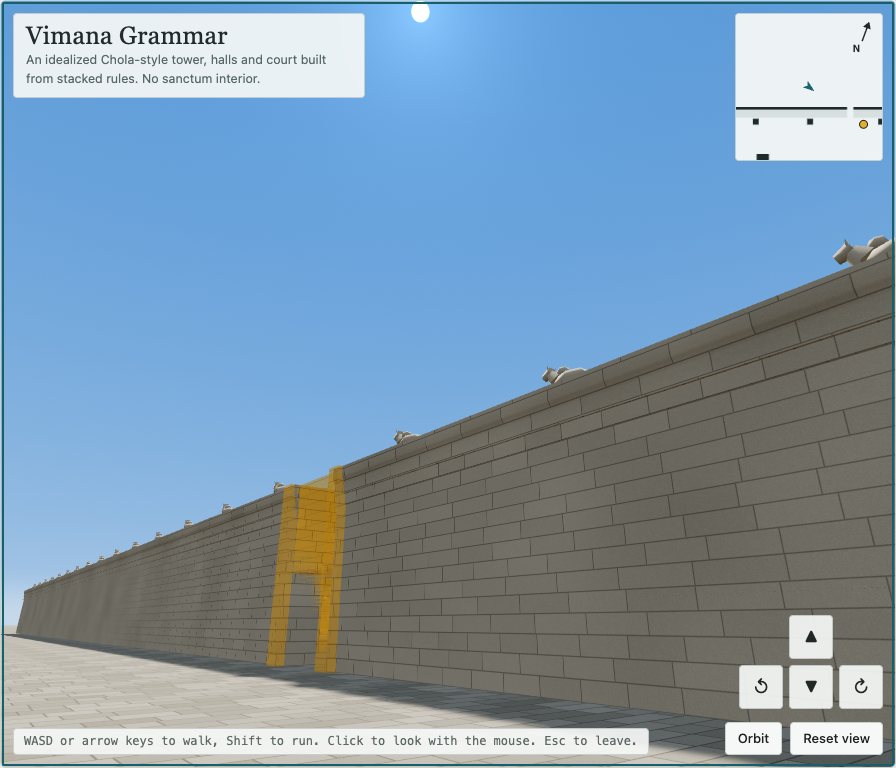 Vimana Grammar
An idealized Chola-style tower, halls and court built
from stacked rules. No sanctum interior.
N
WASD or arrow keys to walk, Shift to run. Click to look with the mouse. Esc to leave.
Orbit
Reset view